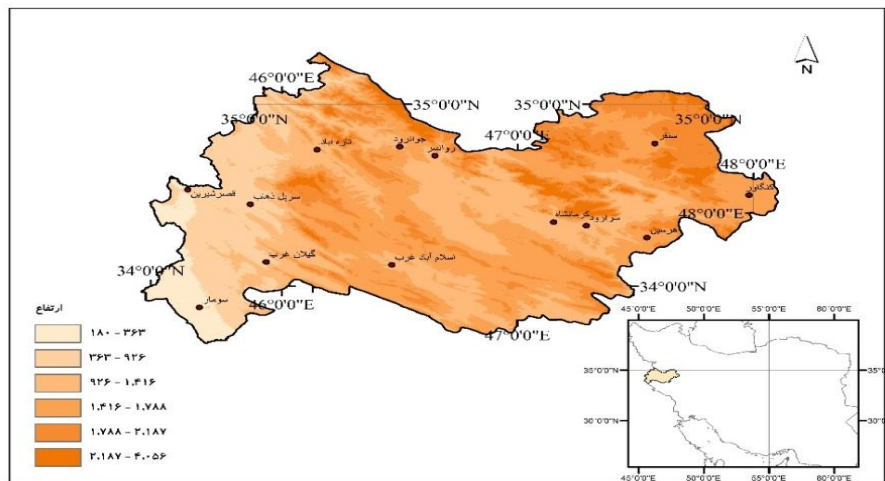 N
46°0'0"E
35°0'0"N
35°0'0"N
35°0'0"N
35°0'0"N
47°0'0"E
48°0'0"E
48°0'0"E
34°0'0"N
34°0'0"N
46°0'0"E
47°0'0"E
تازه آباد
جوانرود
روانسر
سنقر
کنگاور
قصرشیرین
سرپل ذهاب
کرمانشاه
سرارود
هرسین
گیلان غرب
اسلام آباد غرب
سومار
ارتفاع
۱۸۰ - ۳۶۳
۳۶۳ - ۹۲۶
۹۲۶ - ۱.۴۱۶
۱.۴۱۶ - ۱.۷۸۸
۱.۷۸۸ - ۲.۱۸۷
۲.۱۸۷ - ۴.۰۵۶
45°0'0"E 50°0'0"E 55°0'0"E 60°0'0"E
35°0'0"N
35°0'
30°0'0"N
30°0'
45°0'0"E 50°0'0"E 55°0'0"E 60°0'0"E